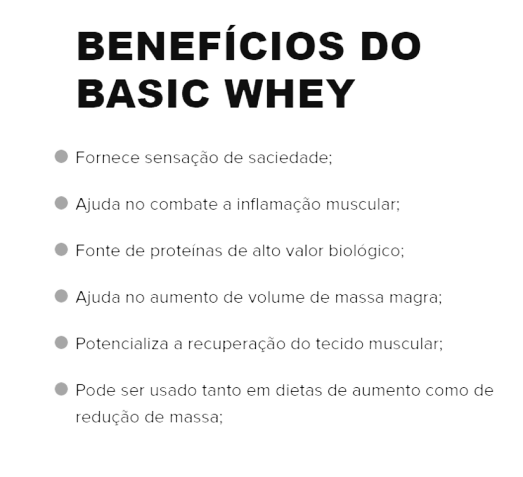 BENEFÍCIOS DO
BASIC WHEY
Fornece sensação de saciedade;
Ajuda no combate a inflamação muscular;
Fonte de proteínas de alto valor biológico;
Ajuda no aumento de volume de massa magra;
Potencializa a recuperação do tecido muscular;
Pode ser usado tanto em dietas de aumento como de
redução de massa;